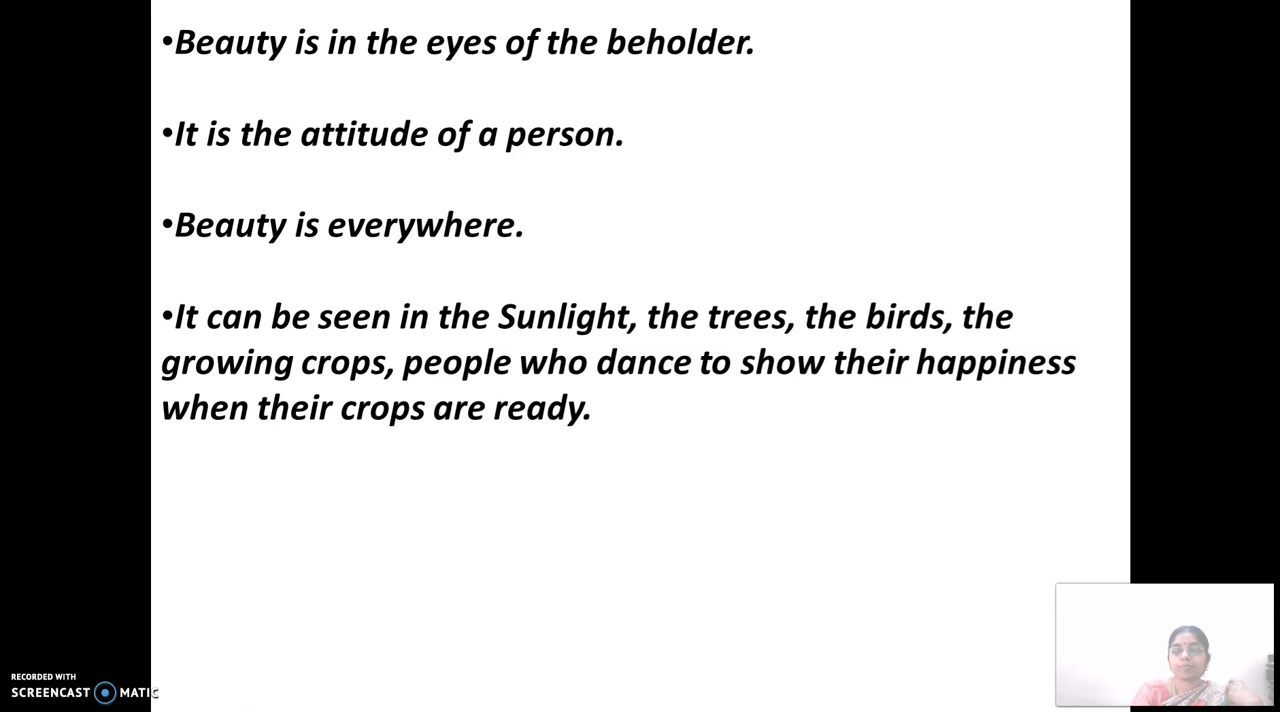 •Beauty is in the eyes of the beholder.
•It is the attitude of a person.
•Beauty is everywhere.
•It can be seen in the Sunlight, the trees, the birds, the
growing crops, people who dance to show their happiness
when their crops are ready.
RECORDED WITH
SCREENCAST MATIC